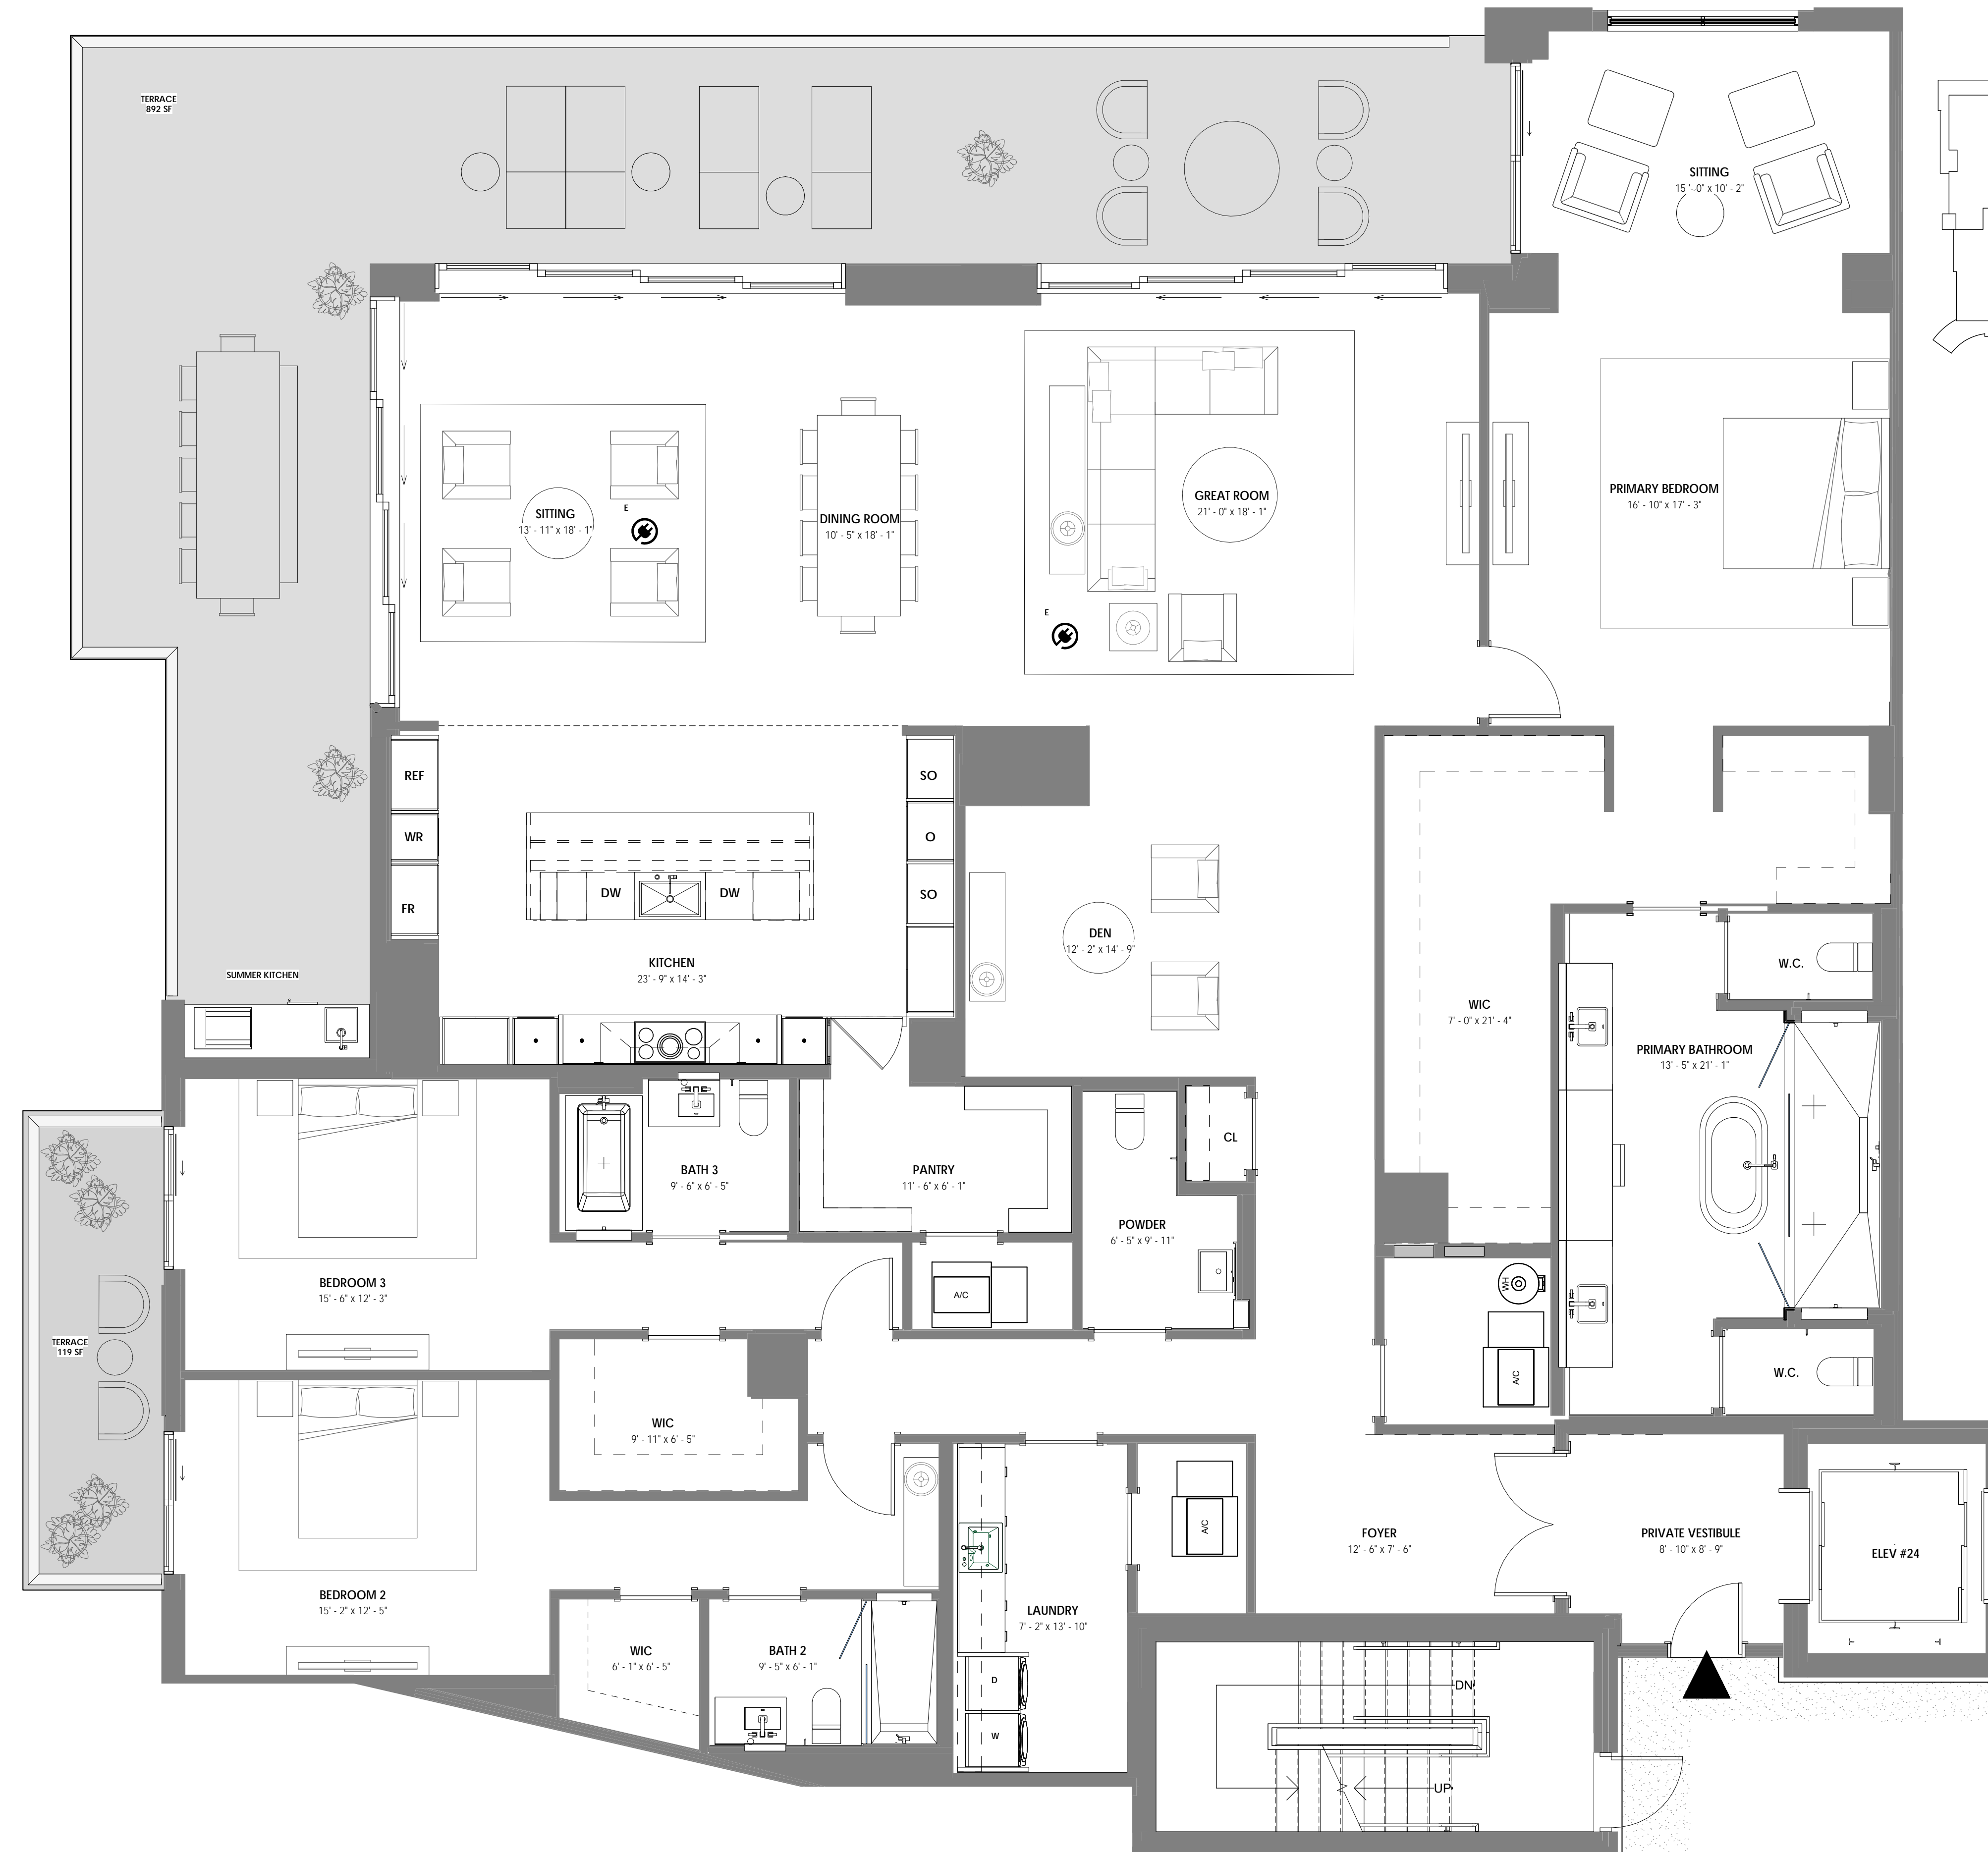 TERRACE
892 SF
SITTING
15 '-0" x 10' - 2"
PRIMARY BEDROOM
16' - 10" x 17' - 3"
GREAT ROOM
21' - 0" x 18' - 1"
E
SITTING
13' - 11" x 18' - 1"
DINING ROOM
10' - 5" x 18' - 1"
E
REF
WR
FR
SO
O
SO
DW
DW
KITCHEN
23' - 9" x 14' - 3"
DEN
12' - 2" x 14' - 9"
SUMMER KITCHEN
WIC
7' - 0" x 21' - 4"
W.C.
PRIMARY BATHROOM
13' - 5" x 21' - 1"
CL
BATH 3
9' - 6" x 6' - 5"
PANTRY
11' - 6" x 6' - 1"
POWDER
6' - 5" x 9' - 11"
BEDROOM 3
15' - 6" x 12' - 3"
A/C
WH
A/C
W.C.
TERRACE
119 SF
WIC
9' - 11" x 6' - 5"
A/C
FOYER
12' - 6" x 7' - 6"
PRIVATE VESTIBULE
8' - 10" x 8' - 9"
ELEV #24
BEDROOM 2
15' - 2" x 12' - 5"
LAUNDRY
7' - 2" x 13' - 10"
WIC
6' - 1" x 6' - 5"
BATH 2
9' - 5" x 6' - 1"
D
W
DN
UP